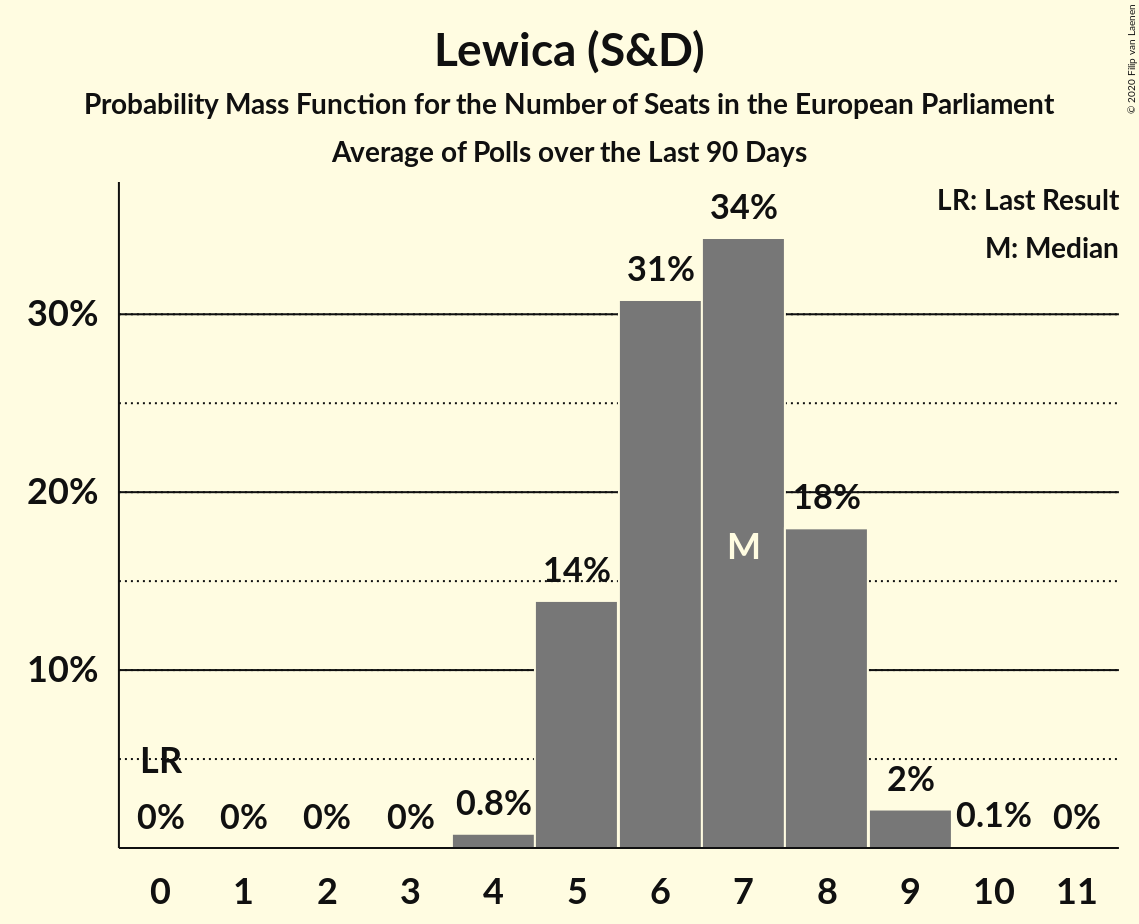 Lewica (S&D)
Probability Mass Function for the Number of Seats in the European Parliament
Average of Polls over the Last 90 Days
© 2020 Filip van Laenen
LR: Last Result
M: Median
34%
31%
30%
20%
18%
M
14%
10%
LR
0% 0% 0% 0% 0.8% 2% 0.1% 0%
0 1 2 3 4 5 6 7 8 9 10 11